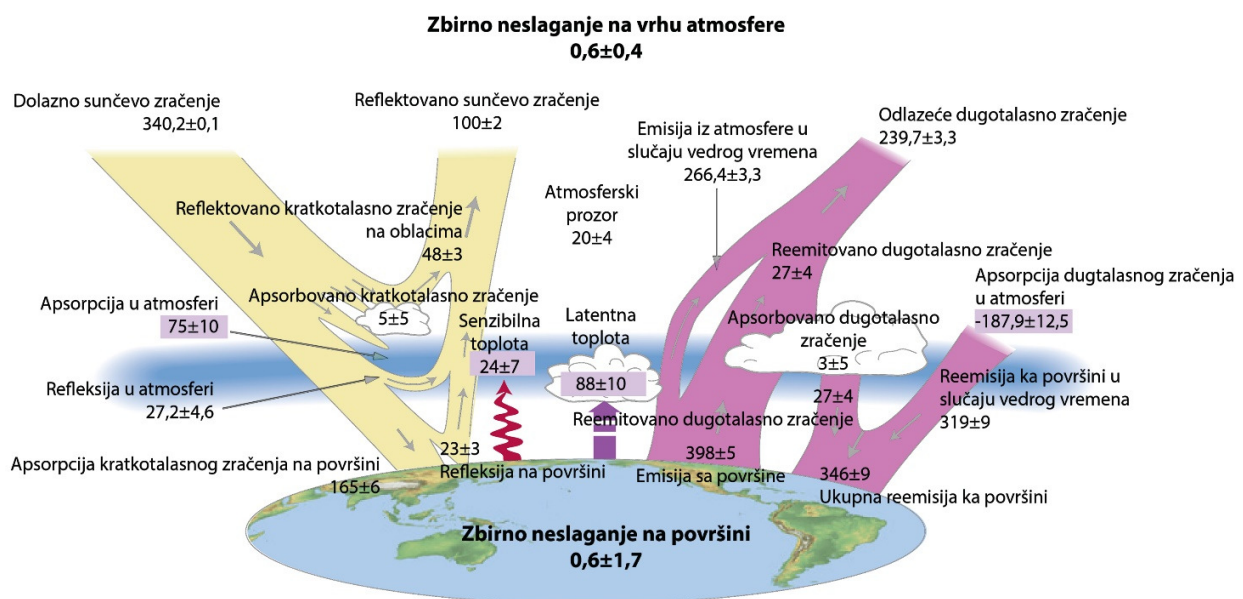 Zbirno neslaganje na vrhu atmosfere
0,6±0,4
Dolazno sunčevo zračenje
340,2±0,1
Reflektovano sunčevo zračenje
100±2
Emisija iz atmosfere u
slučaju vedrog vremena
266,4±3,3
Odlazeće dugotalasno zračenje
239,7±3,3
Atmosferski
prozor
20±4
Reflektovano kratkotalasno zračenje
na oblacima
48±3
Reemitovano dugotalasno zračenje
27±4
Apsorpcija dugtalasnog zračenja
u atmosferi
-187,9±12,5
Apsorpcija u atmosferi
75±10
Apsorbovano kratkotalasno zračenje
5±5
Senzibilna
toplota
24±7
Latentna
toplota
88±10
Apsorbovano dugotalasno
zračenje
3±5
Refleksija u atmosferi
27,2±4,6
27±4
Reemisija ka površini u
slučaju vedrog vremena
319±9
Reemitovano dugotalasno zračenje
Apsorpcija kratkotalasnog zračenja na površini
165±6
23±3
Refleksija na površini
398±5
Emisija sa površine
346±9
Ukupna reemisija ka površini
Zbirno neslaganje na površini
0,6±1,7